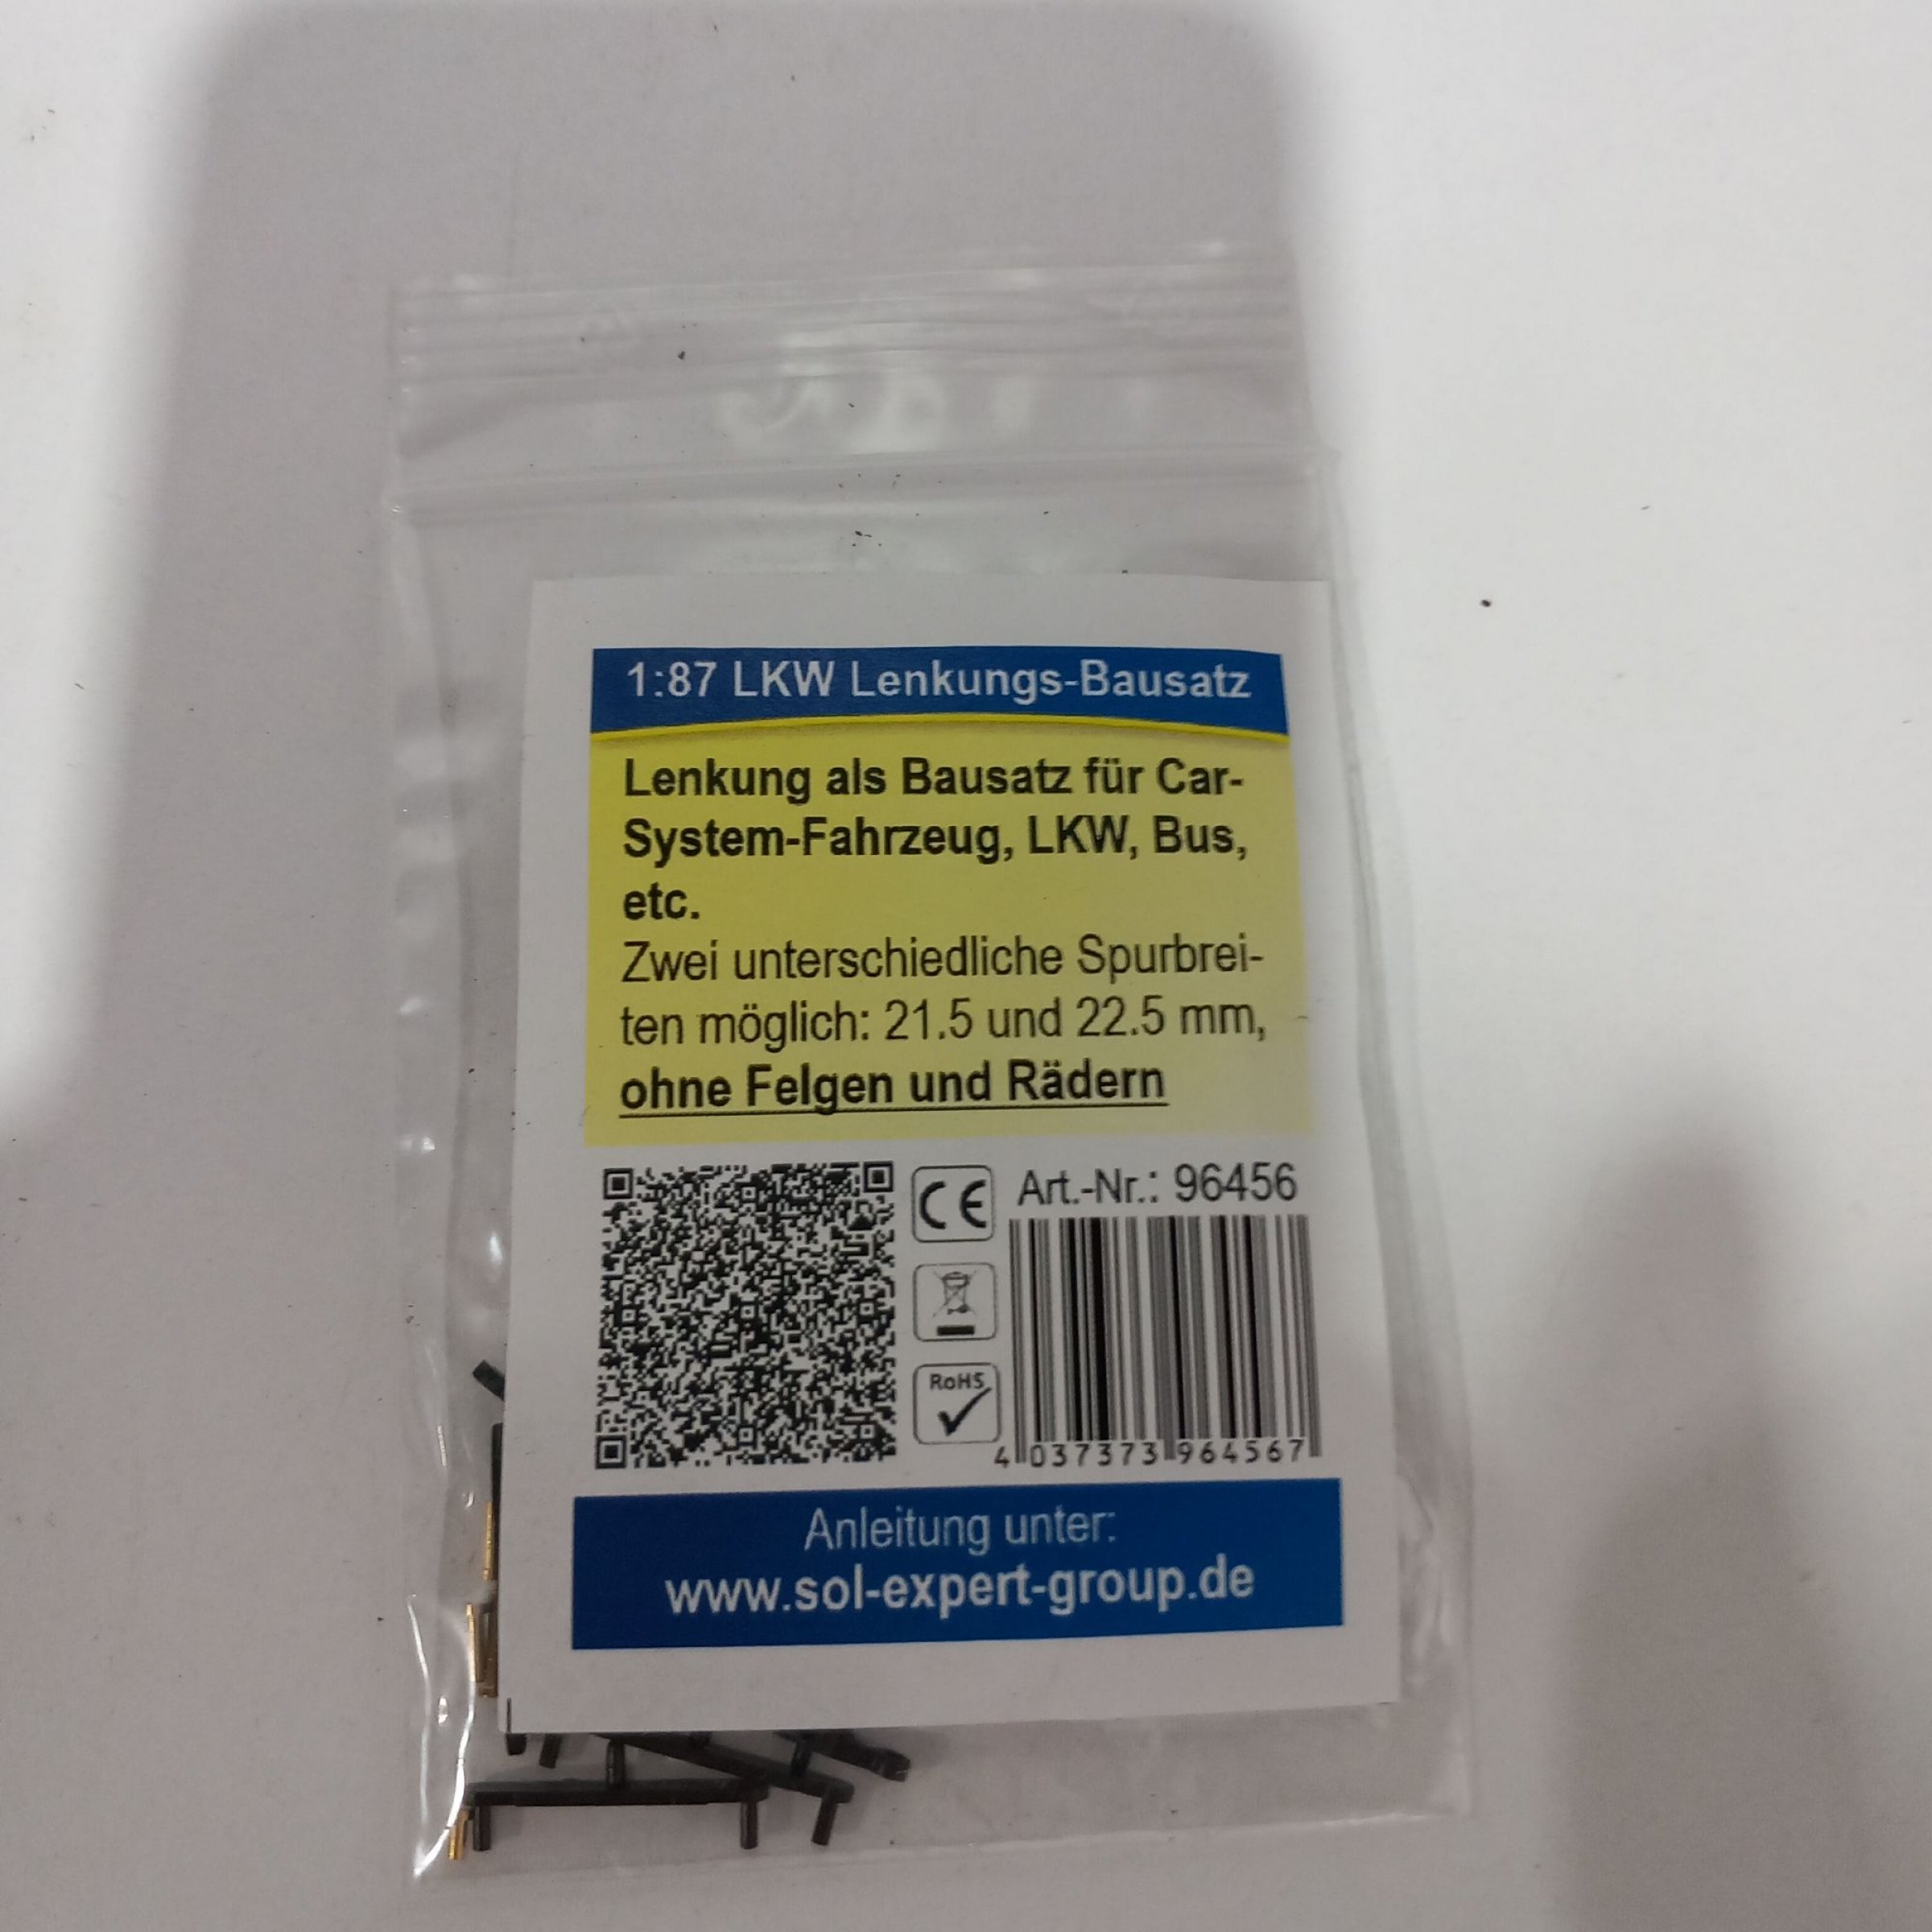 1:87 LKW Lenkungs-Bausatz
Lenkung als Bausatz für Car-
System-Fahrzeug, LKW, Bus,
etc.
Zwei unterschiedliche Spurbrei-
ten möglich: 21.5 und 22.5 mm,
ohne Felgen und Rädern
CE
Art.-Nr.: 96456
RoHS
4 037373 964567
Anleitung unter:
www.sol-expert-group.de